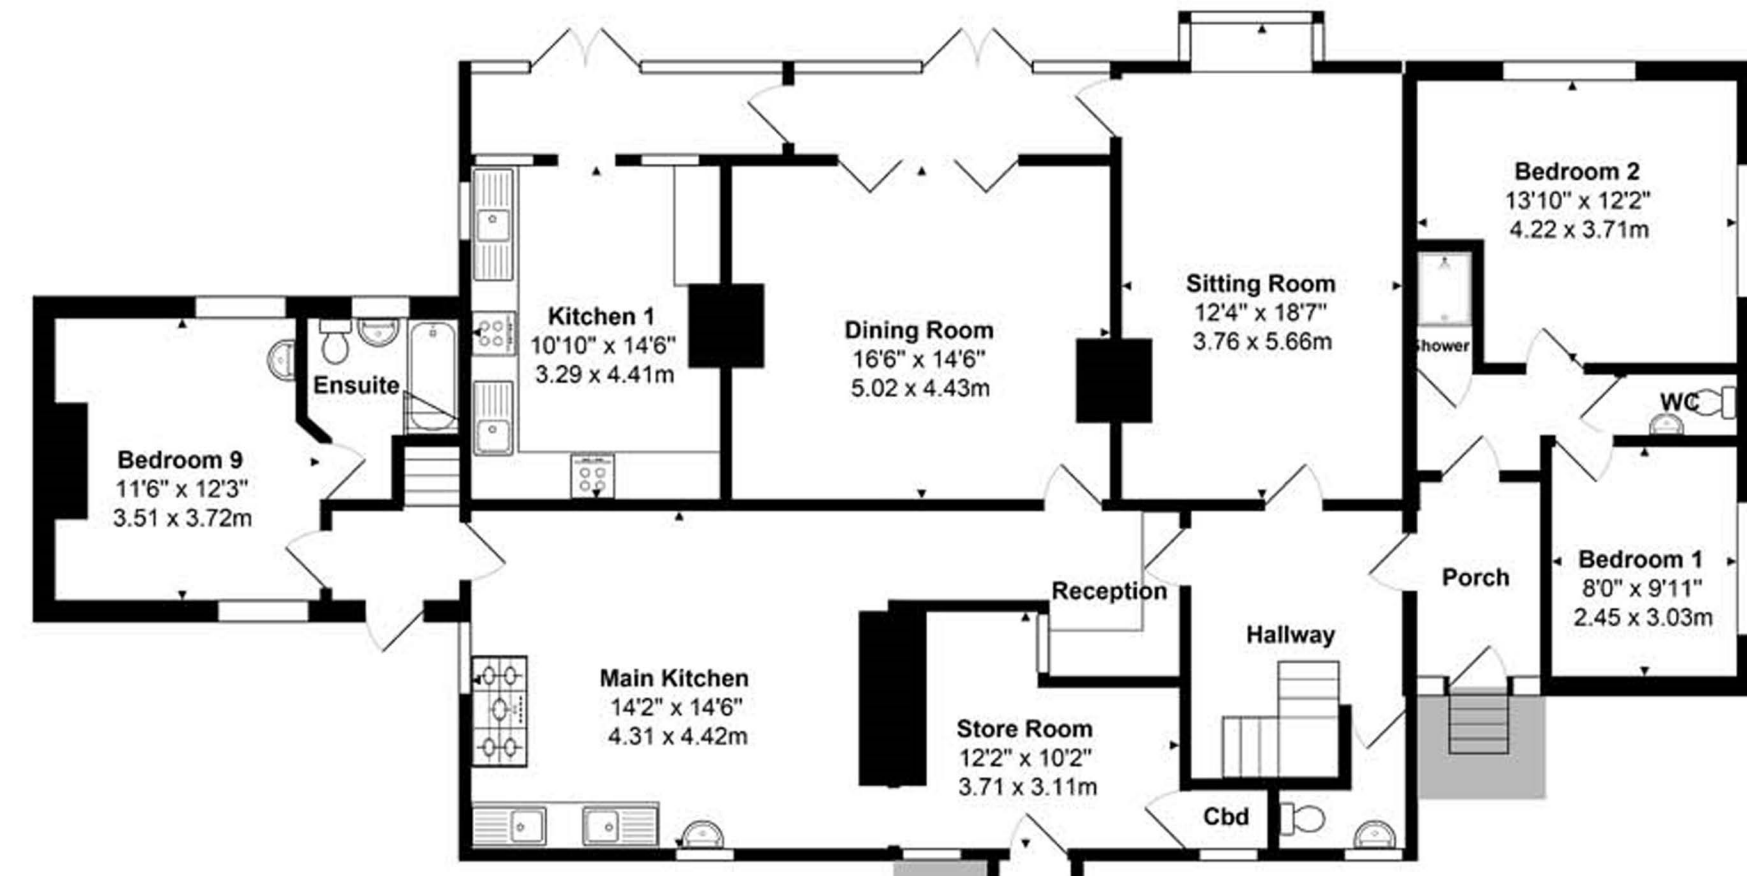 Bedroom 2
13'10" x 12'2"
4.22 x 3.71m
Sitting Room
12'4" x 18'7"
3.76 x 5.66m
Kitchen 1
10'10" x 14'6"
3.29 x 4.41m
Dining Room
16'6" x 14'6"
5.02 x 4.43m
Shower
Ensuite
WC
Bedroom 9
11'6" x 12'3"
3.51 x 3.72m
Reception
Porch
Bedroom 1
8'0" x 9'11"
2.45 x 3.03m
Hallway
Main Kitchen
14'2" x 14'6"
4.31 x 4.42m
Store Room
12'2" x 10'2"
3.71 x 3.11m
Cbd